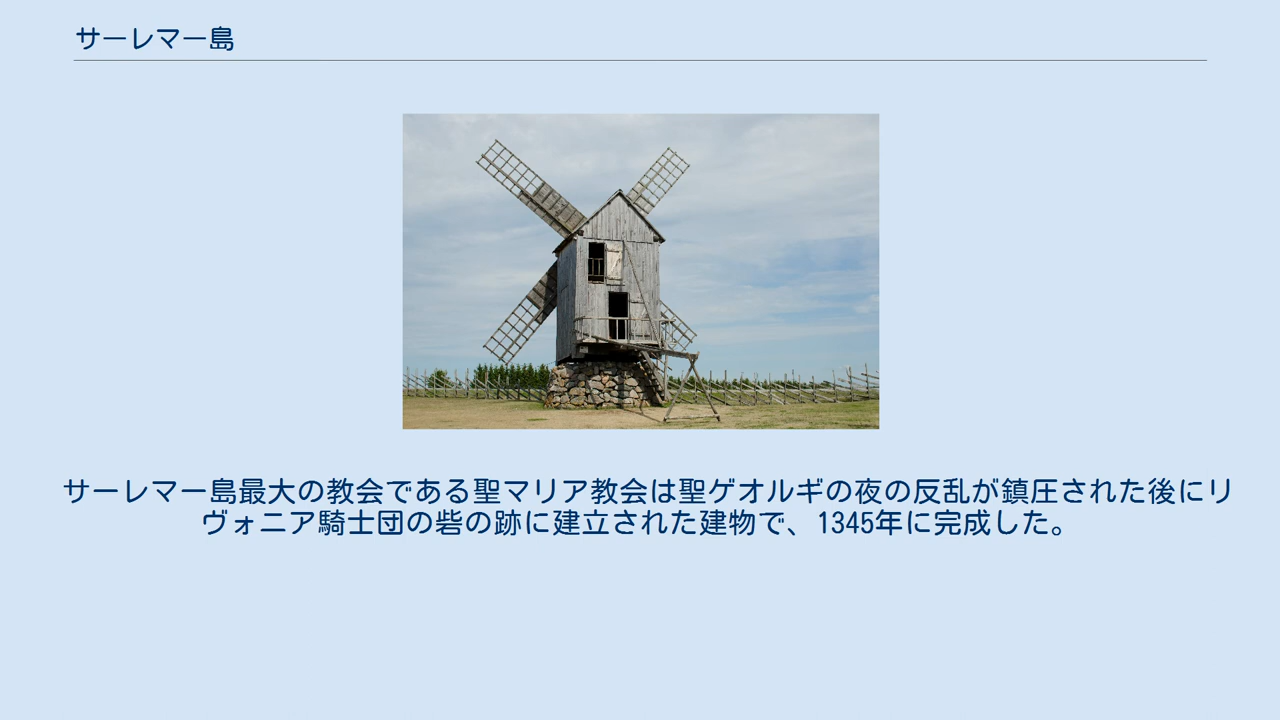 サーレマー島
サーレマー島最大の教会である聖マリア教会は聖ゲオルギの夜の反乱が鎮圧された後にリ
ヴォニア騎士団の砦の跡に建立された建物で、1345年に完成した。